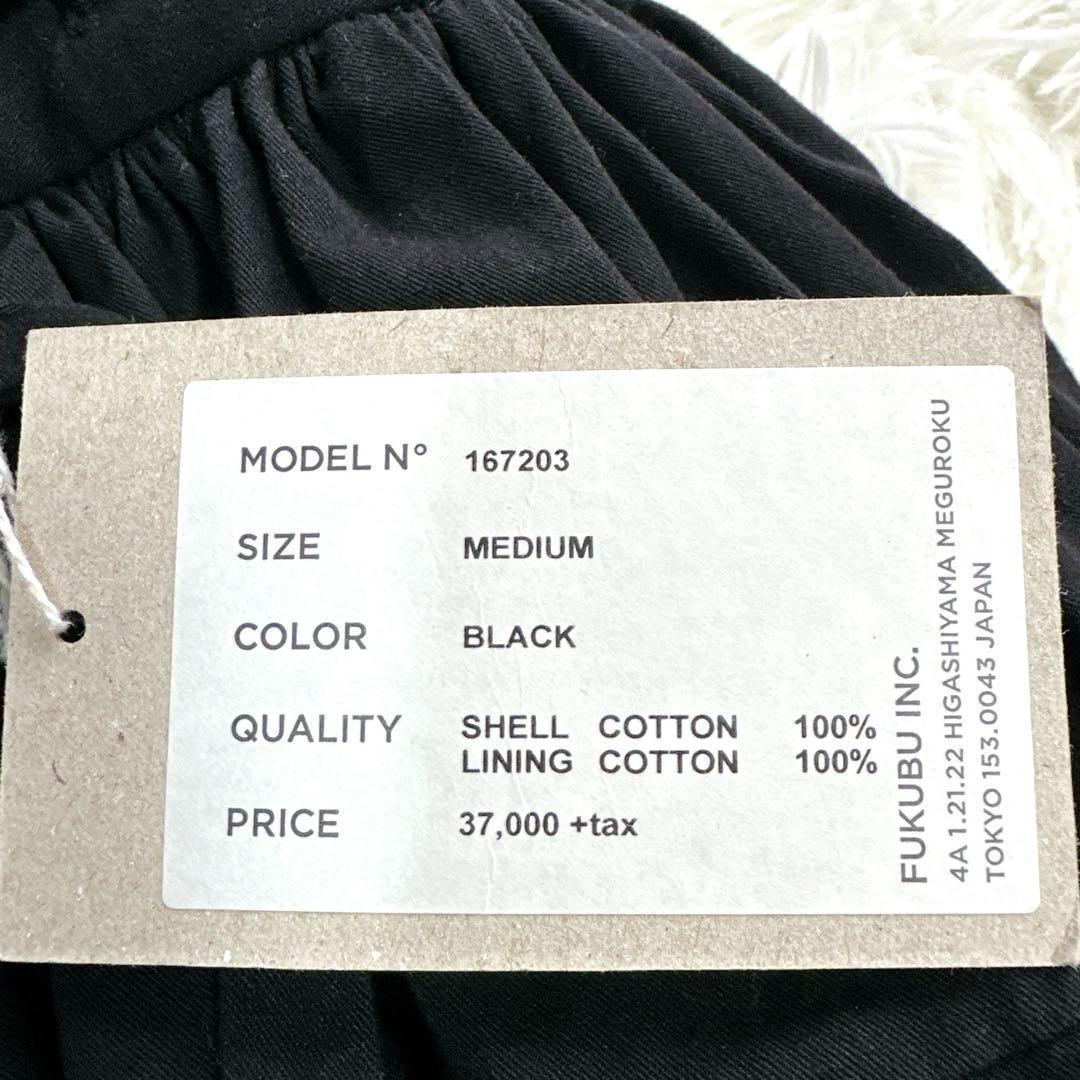 MODEL N° 167203
SIZE MEDIUM
COLOR BLACK
QUALITY SHELL COTTON 100%
LINING COTTON 100%
PRICE 37,000 +tax
FUKUBU INC.
4A 1.21.22 HIGASHIYAMA MEGUROKU
TOKYO 153.0043 JAPAN